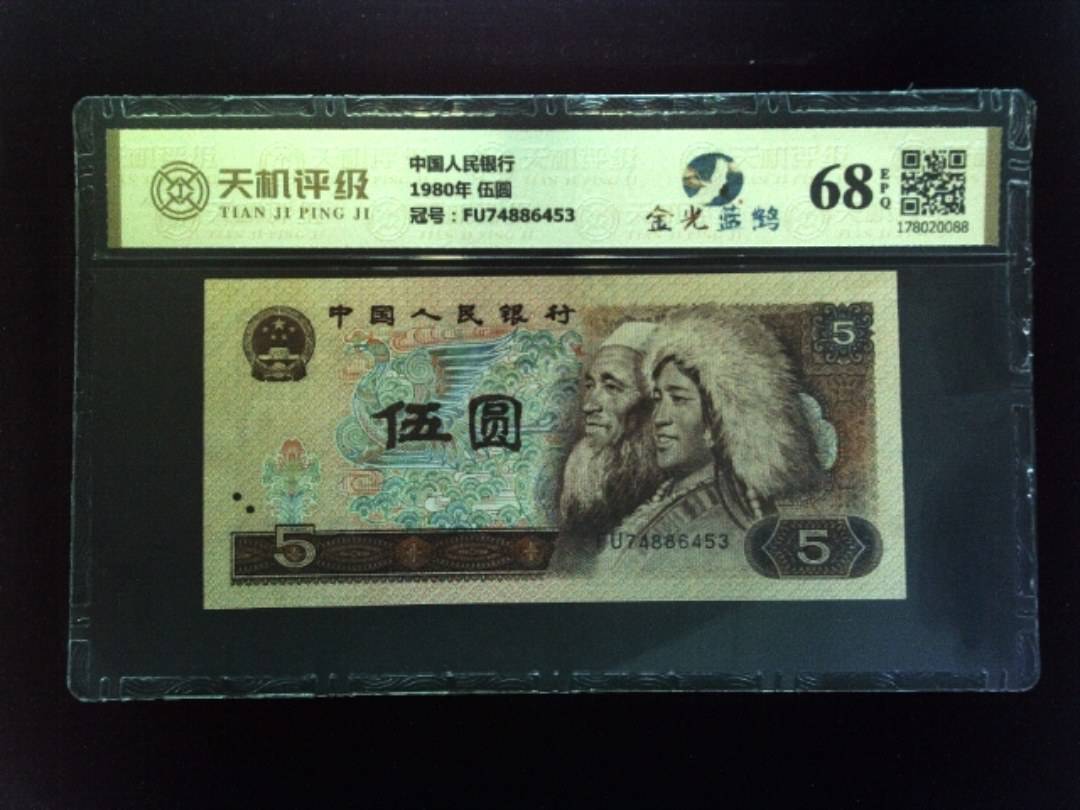 天机评级
TIAN JI PING JI
中国人民银行
1980年 伍圆
冠号：FU74886453
金光蓝鹤
68
EPQ
178020088
中国人民银行
5
伍圆
FU74886453
5
5